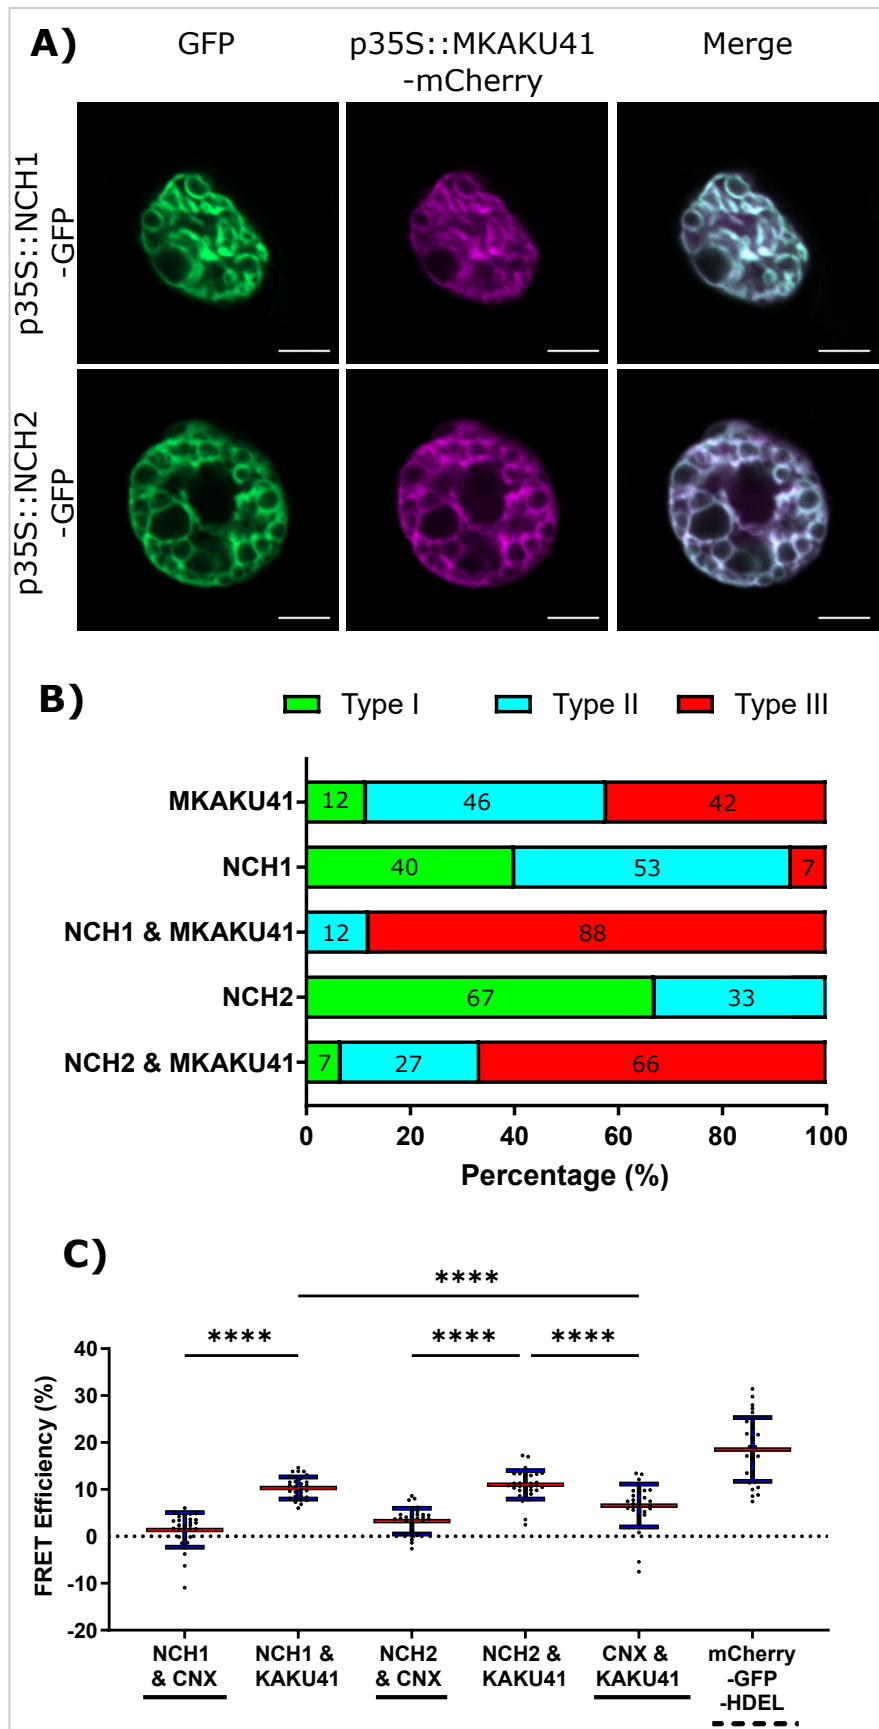 A)
GFP
p35S::MKAKU41
-mCherry
Merge
p35S::NCH1
-GFP
p35S::NCH2
-GFP
B)
Type I
Type II
Type III
MKAKU41
12
46
42
NCH1
40
53
7
NCH1 & MKAKU41
12
88
NCH2
67
33
NCH2 & MKAKU41
7
27
66
0
20
40
60
80
100
Percentage (%)
C)
****
****
****
****
FRET Efficiency (%)
40
30
20
10
0
-10
-20
NCH1
& CNX
NCH1 &
KAKU41
NCH2
& CNX
NCH2 &
KAKU41
CNX &
KAKU41
mCherry
-GFP
-HDEL